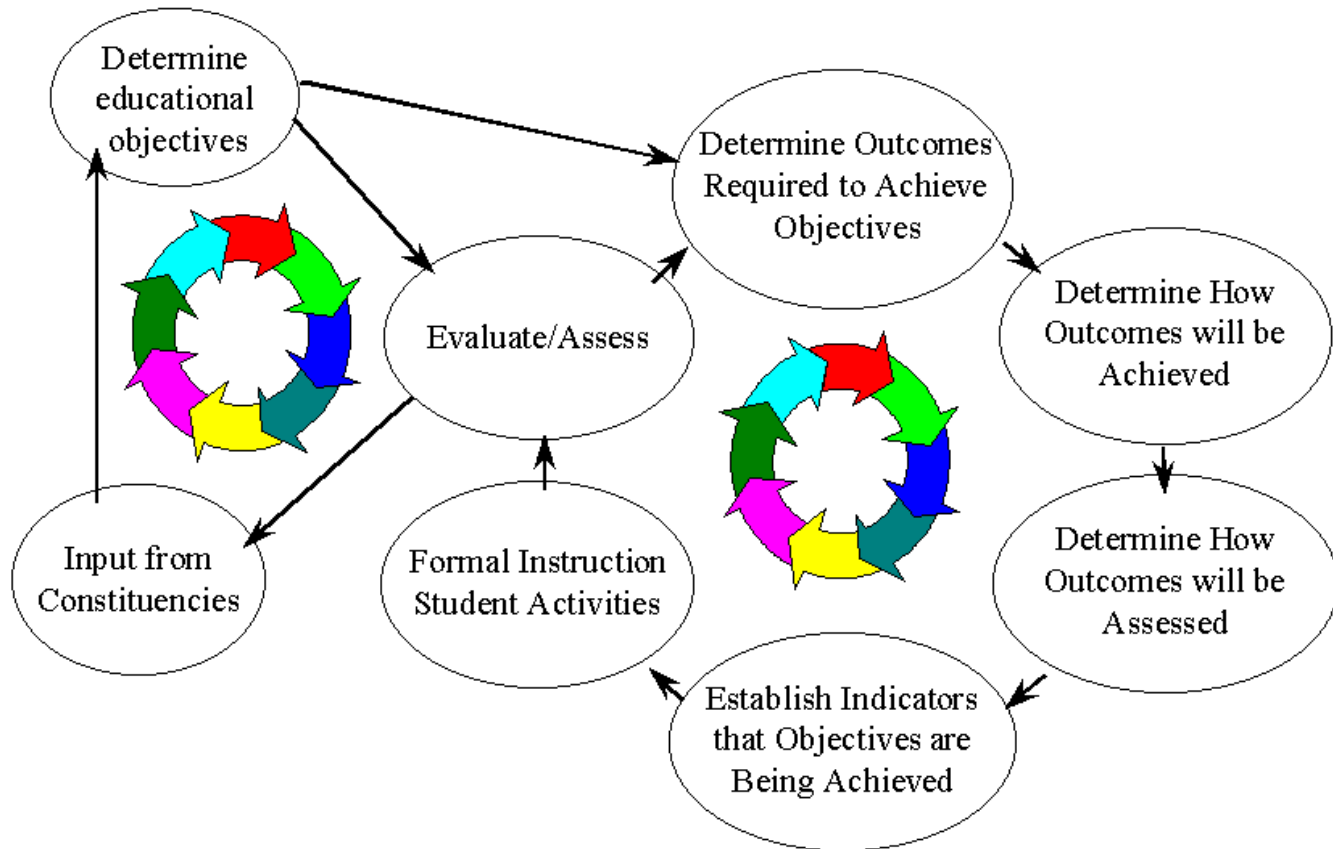 Determine
educational
objectives
Determine Outcomes
Required to Achieve
Objectives
Evaluate/Assess
Determine How
Outcomes will be
Achieved
Input from
Constituencies
Formal Instruction
Student Activities
Determine How
Outcomes will be
Assessed
Establish Indicators
that Objectives are
Being Achieved